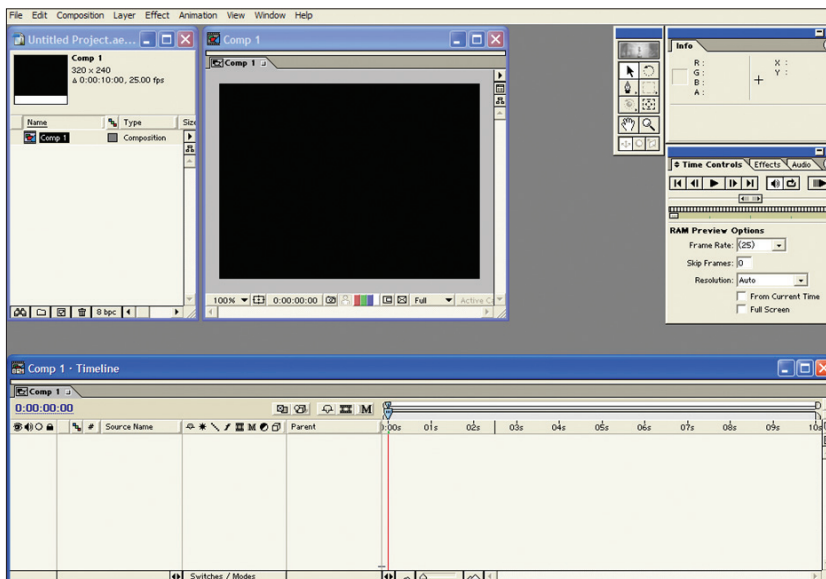 File Edit Composition Layer Effect Animation View Window Help
Untitled Project.ae...
Comp 1
320 x 240
Δ 0:00:10:00, 25.00 fps
Name # Type Size
Comp 1 Composition
8 bpc
Comp 1
Comp 1
100% 0:00:00:00 Full Active C
Info
R :
G :
B :
A :
X :
Y :
Time Controls Effects Audio
RAM Preview Options
Frame Rate: (25)
Skip Frames: 0
Resolution: Auto
From Current Time
Full Screen
Comp 1 · Timeline
Comp 1
0:00:00:00 M
# Source Name M Parent 0:00s 01s 02s 03s 04s 05s 06s 07s 08s 09s 10s
Switches / Modes